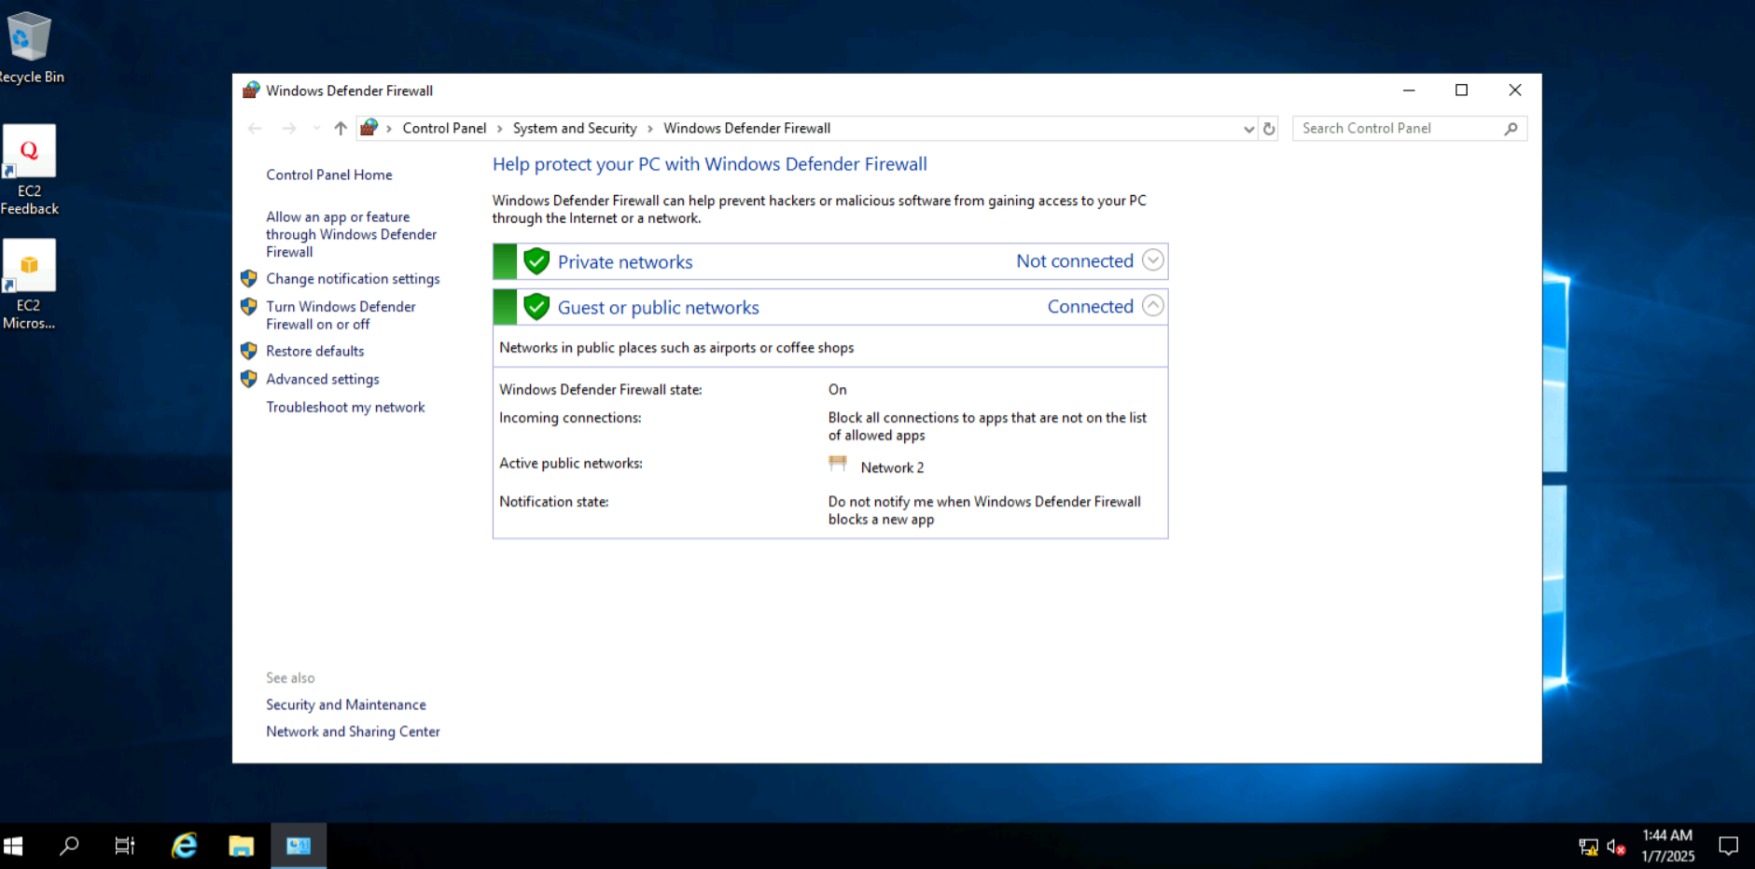 Recycle Bin
Q
EC2
Feedback
EC2
Micros...
Windows Defender Firewall
Control Panel > System and Security > Windows Defender Firewall
Search Control Panel
Control Panel Home
Allow an app or feature
through Windows Defender
Firewall
Change notification settings
Turn Windows Defender
Firewall on or off
Restore defaults
Advanced settings
Troubleshoot my network
See also
Security and Maintenance
Network and Sharing Center
Help protect your PC with Windows Defender Firewall
Windows Defender Firewall can help prevent hackers or malicious software from gaining access to your PC
through the Internet or a network.
Private networks Not connected
Guest or public networks Connected
Networks in public places such as airports or coffee shops
Windows Defender Firewall state: On
Incoming connections: Block all connections to apps that are not on the list
of allowed apps
Active public networks: Network 2
Notification state: Do not notify me when Windows Defender Firewall
blocks a new app
1:44 AM
1/7/2025